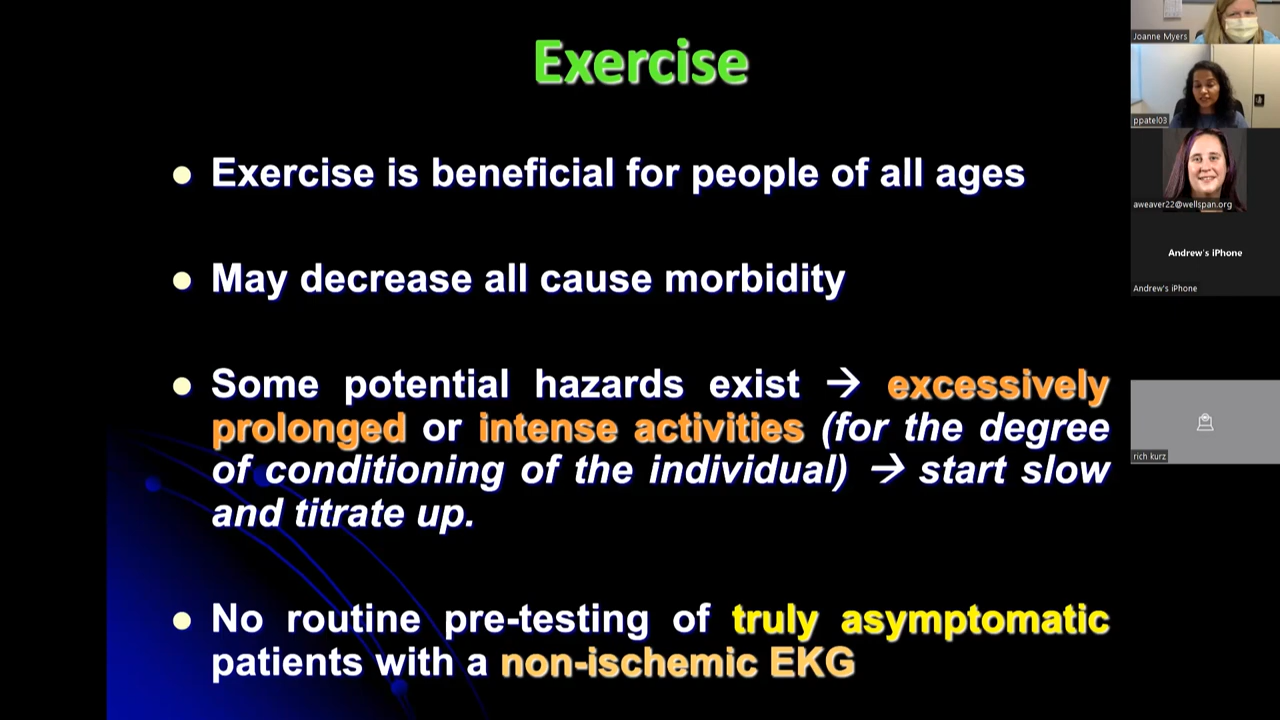 Exercise
Exercise is beneficial for people of all ages
May decrease all cause morbidity
Some potential hazards exist → excessively
prolonged or intense activities (for the degree
of conditioning of the individual) → start slow
and titrate up.
No routine pre-testing of truly asymptomatic
patients with a non-ischemic EKG
Joanne Myers
ppatel03
aweaver22@wellspan.org
Andrew's iPhone
Andrew's iPhone
rich kurz